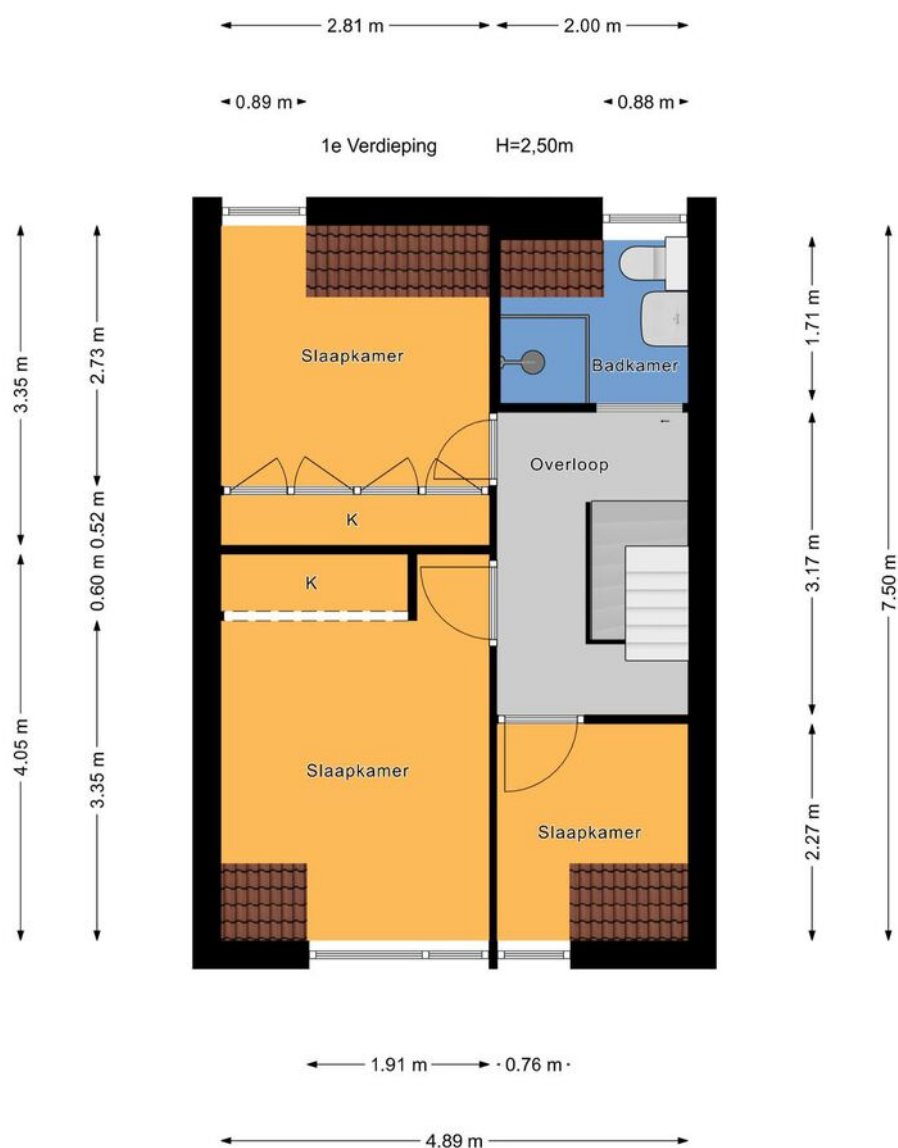 2.81 m 2.00 m
0.89 m 0.88 m
1e Verdieping H=2,50m
Slaapkamer
Badkamer
Overloop
K
K
Slaapkamer
Slaapkamer
3.35 m
4.05 m
2.73 m
0.52 m
0.60 m
3.35 m
1.71 m
3.17 m
2.27 m
7.50 m
1.91 m 0.76 m
4.89 m